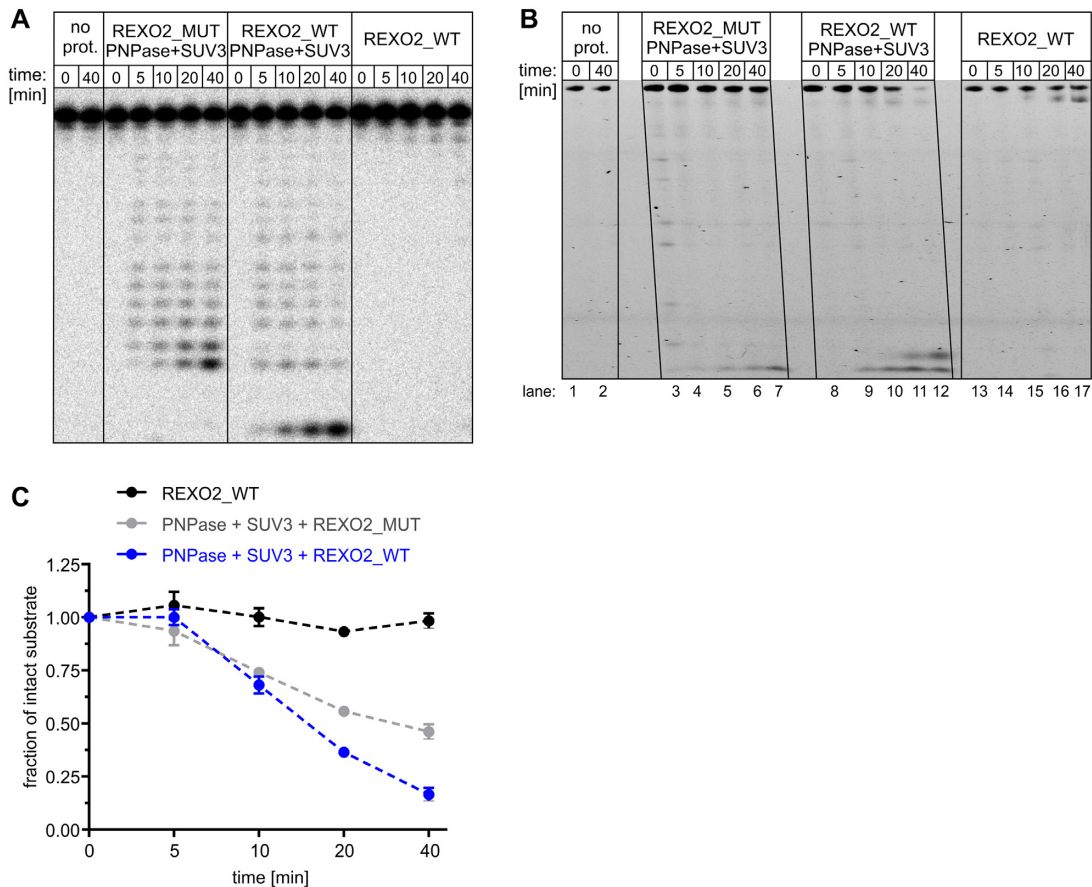 A
no
prot.
REXO2_MUT
PNPase+SUV3
REXO2_WT
PNPase+SUV3
REXO2_WT
time:
[min]
0 40 0 5 10 20 40 0 5 10 20 40 0 5 10 20 40
B
no
prot.
REXO2_MUT
PNPase+SUV3
REXO2_WT
PNPase+SUV3
REXO2_WT
time:
[min]
0 40 0 5 10 20 40 0 5 10 20 40 0 5 10 20 40
lane: 1 2 3 4 5 6 7 8 9 10 11 12 13 14 15 16 17
C
REXO2_WT
PNPase + SUV3 + REXO2_MUT
PNPase + SUV3 + REXO2_WT
fraction of intact substrate
1.25
1.00
0.75
0.50
0.25
0.00
0 5 10 20 40
time [min]